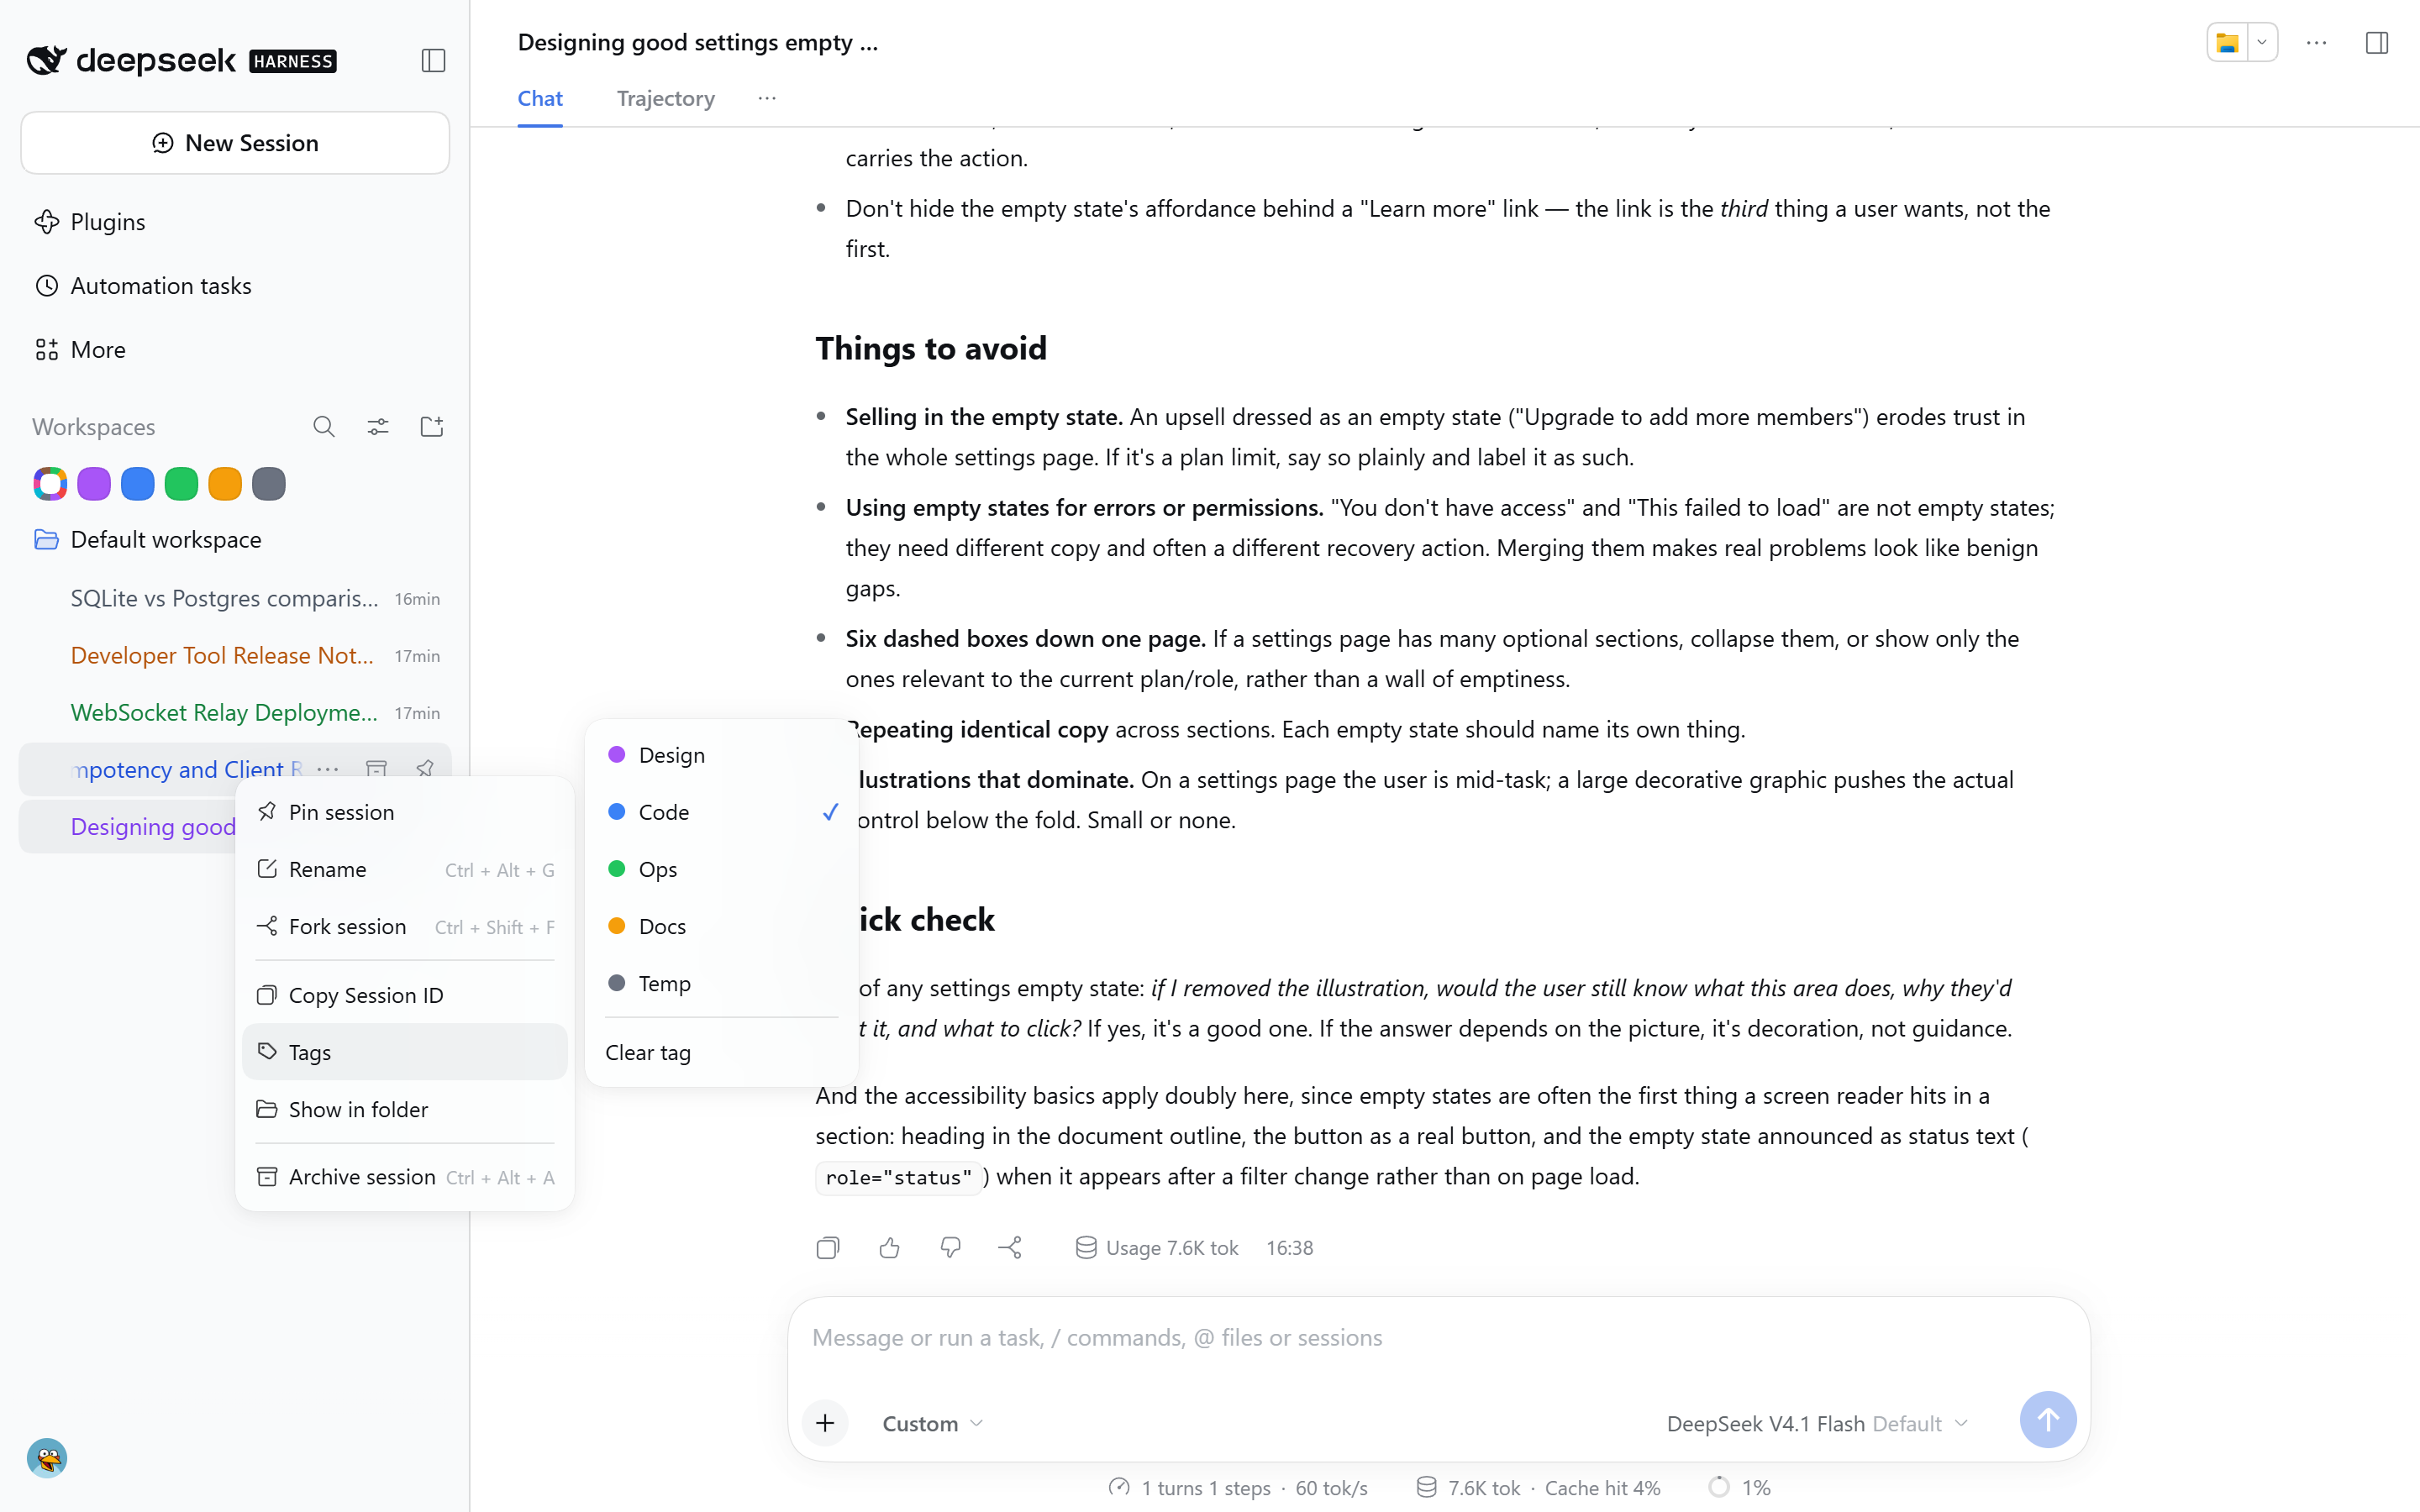 deepseek HARNESS
New Session
Plugins
Automation tasks
More
Workspaces
Default workspace
SQLite vs Postgres comparis... 16min
Developer Tool Release Not... 17min
WebSocket Relay Deployme... 17min
mpotency and Client R
Designing good
Pin session
Rename Ctrl + Alt + G
Fork session Ctrl + Shift + F
Copy Session ID
Tags
Show in folder
Archive session Ctrl + Alt + A
Design
Code
Ops
Docs
Temp
Clear tag
Designing good settings empty ...
Chat Trajectory
carries the action.
Don't hide the empty state's affordance behind a "Learn more" link — the link is the third thing a user wants, not the
first.
Things to avoid
Selling in the empty state. An upsell dressed as an empty state ("Upgrade to add more members") erodes trust in
the whole settings page. If it's a plan limit, say so plainly and label it as such.
Using empty states for errors or permissions. "You don't have access" and "This failed to load" are not empty states;
they need different copy and often a different recovery action. Merging them makes real problems look like benign
gaps.
Six dashed boxes down one page. If a settings page has many optional sections, collapse them, or show only the
ones relevant to the current plan/role, rather than a wall of emptiness.
Repeating identical copy across sections. Each empty state should name its own thing.
llustrations that dominate. On a settings page the user is mid-task; a large decorative graphic pushes the actual
ontrol below the fold. Small or none.
ick check
of any settings empty state: if I removed the illustration, would the user still know what this area does, why they'd
t it, and what to click? If yes, it's a good one. If the answer depends on the picture, it's decoration, not guidance.
And the accessibility basics apply doubly here, since empty states are often the first thing a screen reader hits in a
section: heading in the document outline, the button as a real button, and the empty state announced as status text (
role="status" ) when it appears after a filter change rather than on page load.
Usage 7.6K tok 16:38
Message or run a task, / commands, @ files or sessions
Custom
DeepSeek V4.1 Flash Default
1 turns 1 steps · 60 tok/s 7.6K tok · Cache hit 4% 1%